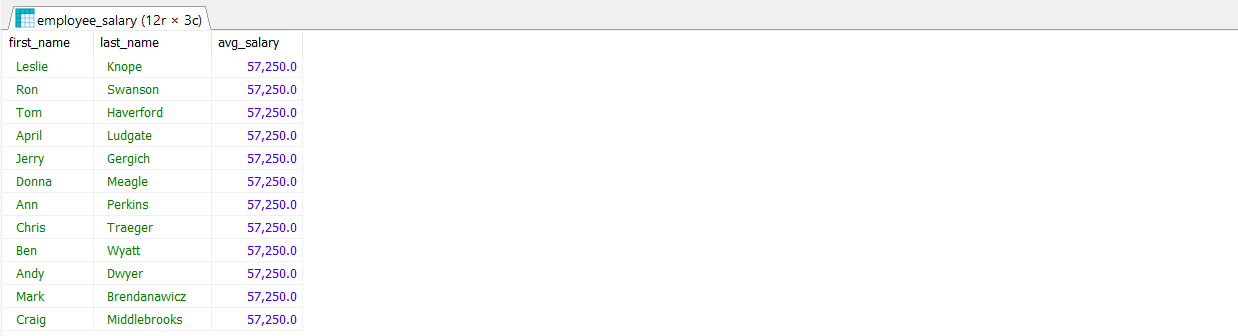 employee_salary (12r × 3c)
first_name last_name avg_salary
Leslie Knope 57,250.0
Ron Swanson 57,250.0
Tom Haverford 57,250.0
April Ludgate 57,250.0
Jerry Gergich 57,250.0
Donna Meagle 57,250.0
Ann Perkins 57,250.0
Chris Traeger 57,250.0
Ben Wyatt 57,250.0
Andy Dwyer 57,250.0
Mark Brendanawicz 57,250.0
Craig Middlebrooks 57,250.0